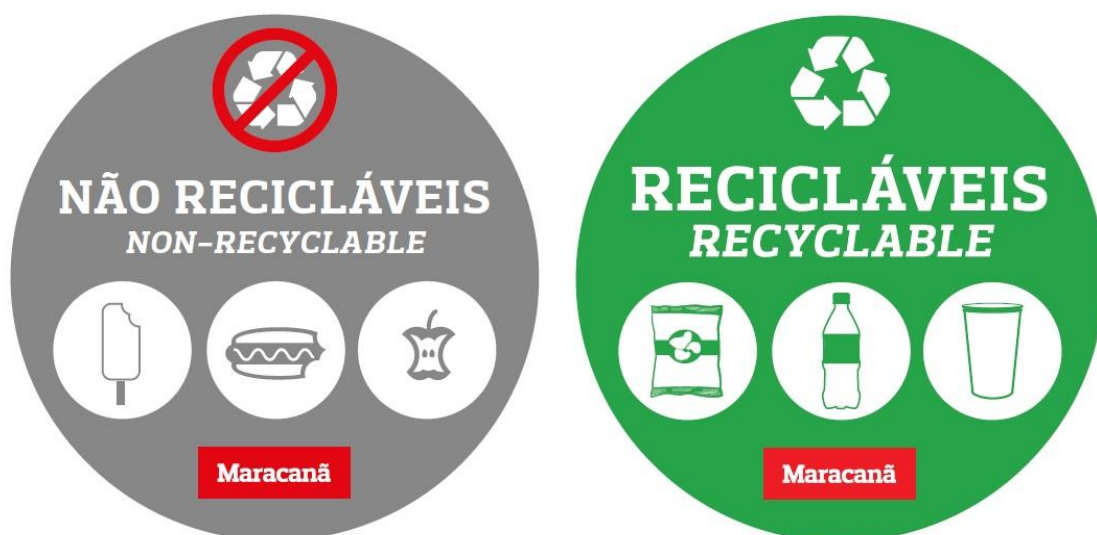 NÃO RECICLÁVEIS
NON-RECYCLABLE
Maracanã
RECICLÁVEIS
RECYCLABLE
Maracanã